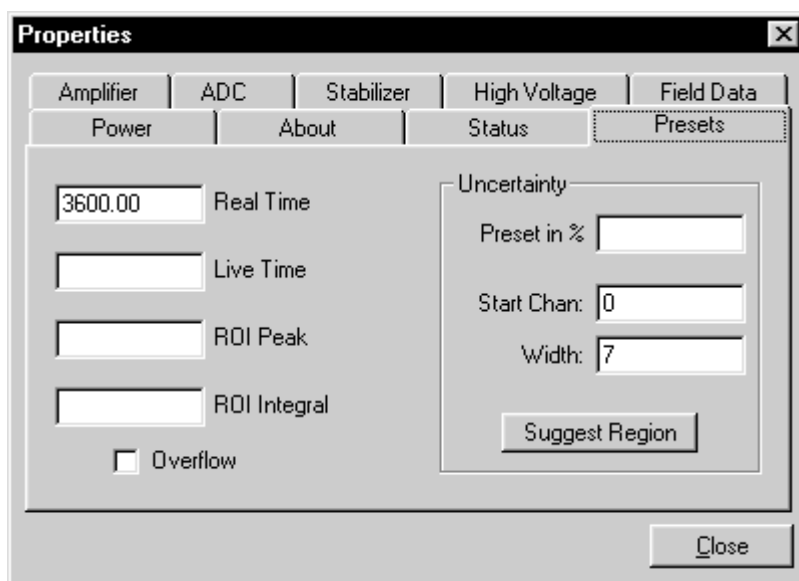 Properties
Amplifier ADC Stabilizer High Voltage Field Data
Power About Status Presets
3600.00 Real Time
Live Time
ROI Peak
ROI Integral
Overflow
Uncertainty
Preset in %
Start Chan: 0
Width: 7
Suggest Region
Close